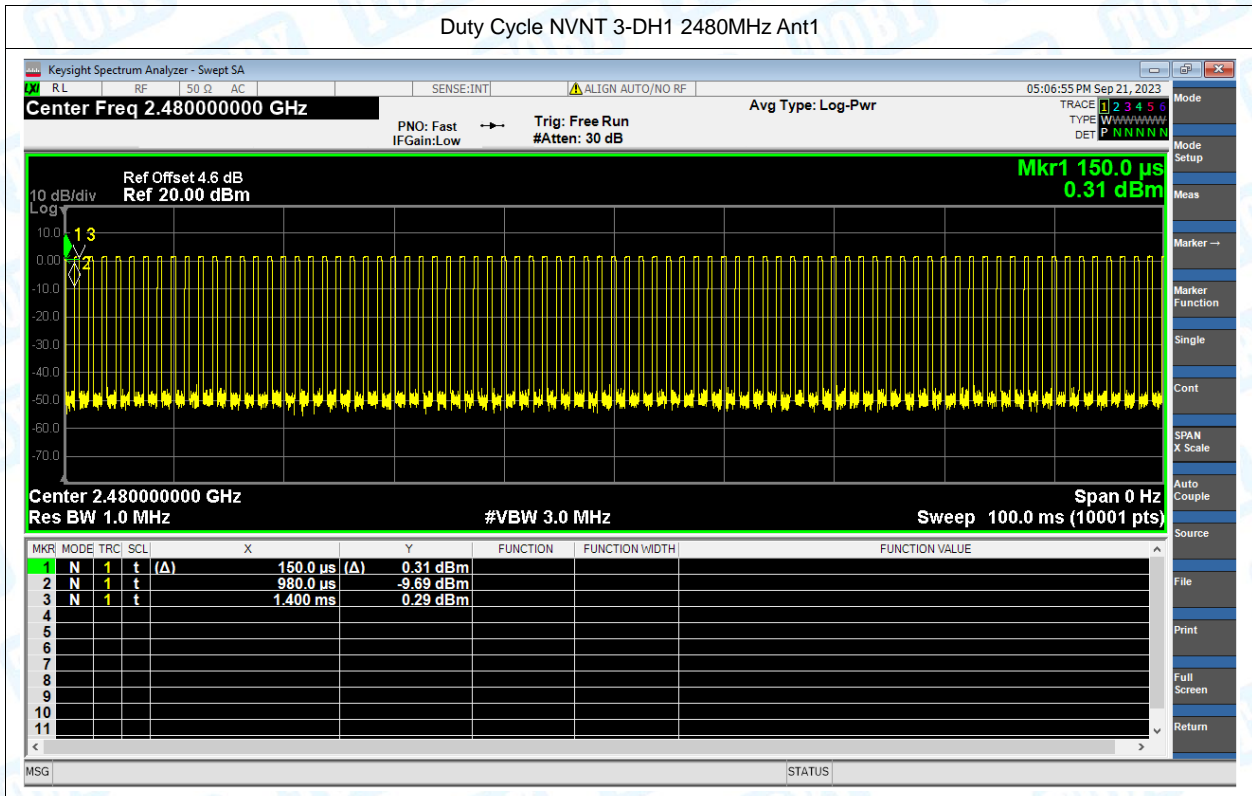 Duty Cycle NVNT 3-DH1 2480MHz Ant1
Keysight Spectrum Analyzer - Swept SA
LXI RL RF 50 Ω AC SENSE:INT ALIGN AUTO/NO RF 05:06:55 PM Sep 21, 2023
Center Freq 2.480000000 GHz
PNO: Fast
IFGain:Low
Trig: Free Run
#Atten: 30 dB
Avg Type: Log-Pwr
TRACE 1 2 3 4 5 6
TYPE WWWWWW
DET P N N N N N
Ref Offset 4.6 dB
10 dB/div Ref 20.00 dBm
Log
Mkr1 150.0 µs
0.31 dBm
10.0
0.00
-10.0
-20.0
-30.0
-40.0
-50.0
-60.0
-70.0
1 3
2
Center 2.480000000 GHz Span 0 Hz
Res BW 1.0 MHz #VBW 3.0 MHz Sweep 100.0 ms (10001 pts)
MKR MODE TRC SCL X Y FUNCTION FUNCTION WIDTH FUNCTION VALUE
1 N 1 t (Δ) 150.0 µs (Δ) 0.31 dBm
2 N 1 t 980.0 µs -9.69 dBm
3 N 1 t 1.400 ms 0.29 dBm
4
5
6
7
8
9
10
11
MSG STATUS
Mode
Mode Setup
Meas
Marker →
Marker Function
Single
Cont
SPAN X Scale
Auto Couple
Source
File
Print
Full Screen
Return
TOBY